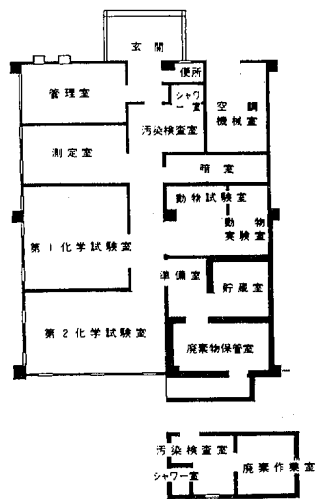 玄関
便所
管理室
シャワー室
空調
機械室
汚染検査室
測定室
暗室
動物試験室
動物
実験室
第1化学試験室
準備室
貯蔵室
第2化学試験室
廃棄物保管室
汚染検査室
廃棄作業室
シャワー室